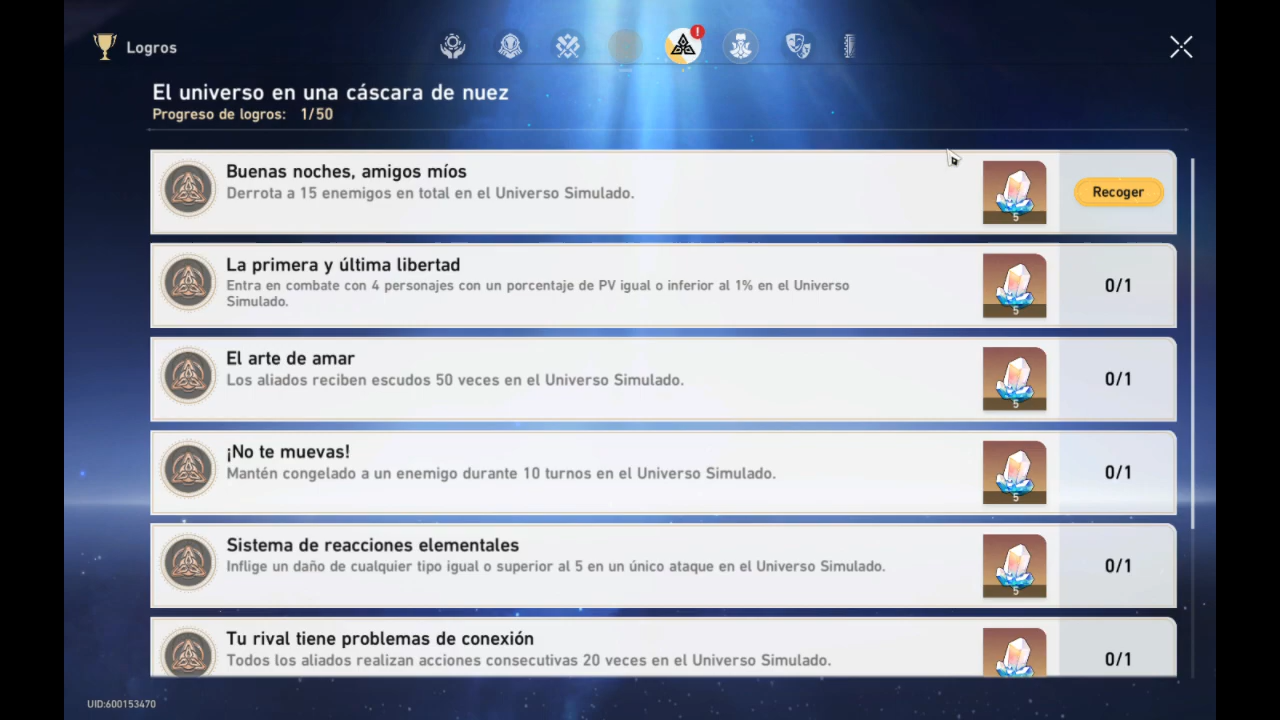 Logros
!
El universo en una cáscara de nuez
Progreso de logros: 1/50
Buenas noches, amigos míos
Derrota a 15 enemigos en total en el Universo Simulado.
5
Recoger
La primera y última libertad
Entra en combate con 4 personajes con un porcentaje de PV igual o inferior al 1% en el Universo
Simulado.
5
0/1
El arte de amar
Los aliados reciben escudos 50 veces en el Universo Simulado.
5
0/1
¡No te muevas!
Mantén congelado a un enemigo durante 10 turnos en el Universo Simulado.
5
0/1
Sistema de reacciones elementales
Inflige un daño de cualquier tipo igual o superior al 5 en un único ataque en el Universo Simulado.
5
0/1
Tu rival tiene problemas de conexión
Todos los aliados realizan acciones consecutivas 20 veces en el Universo Simulado.
0/1
UID:600153470